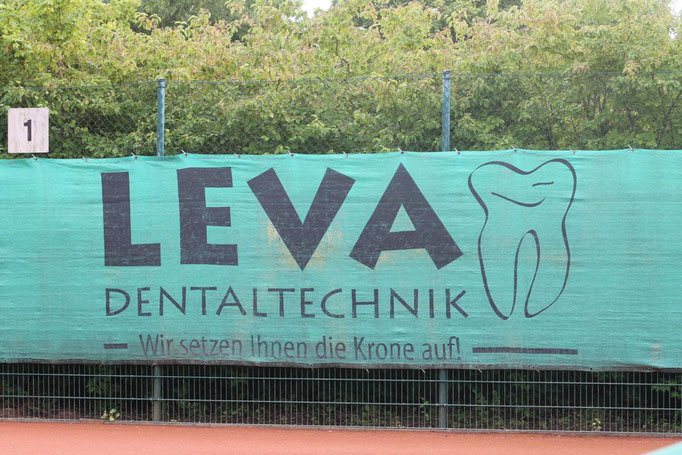 1
LEVA
DENTALTECHNIK
Wir setzen Ihnen die Krone auf!